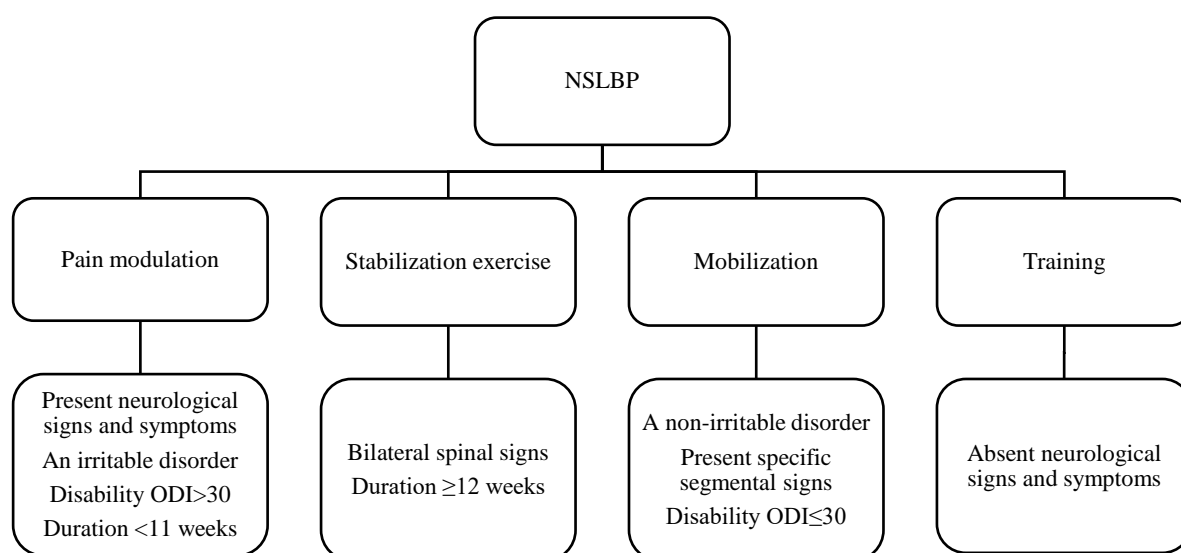 NSLBP
Pain modulation
Stabilization exercise
Mobilization
Training
Present neurological
signs and symptoms
An irritable disorder
Disability ODI>30
Duration <11 weeks
Bilateral spinal signs
Duration ≥12 weeks
A non-irritable disorder
Present specific
segmental signs
Disability ODI≤30
Absent neurological
signs and symptoms